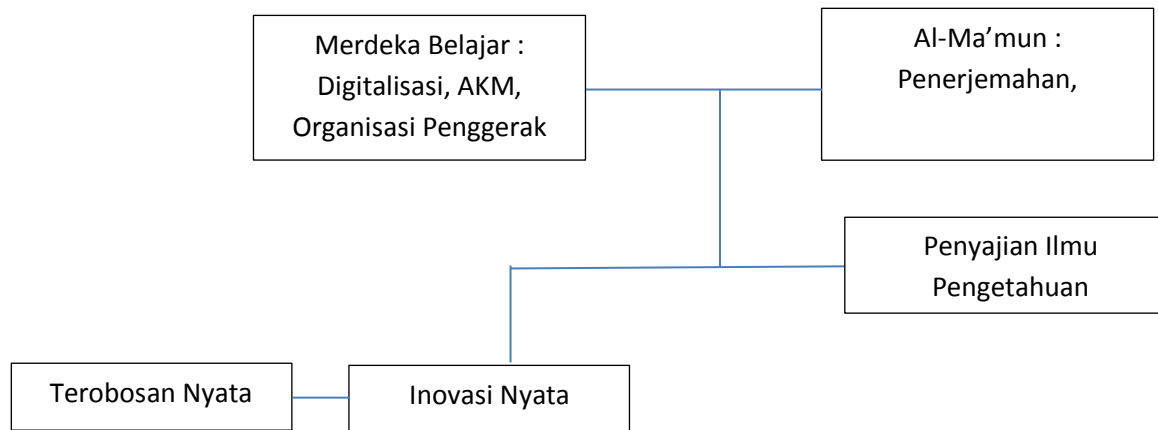 Merdeka Belajar :
Digitalisasi, AKM,
Organisasi Penggerak
Al-Ma’mun :
Penerjemahan,
Penyajian Ilmu
Pengetahuan
Terobosan Nyata
Inovasi Nyata